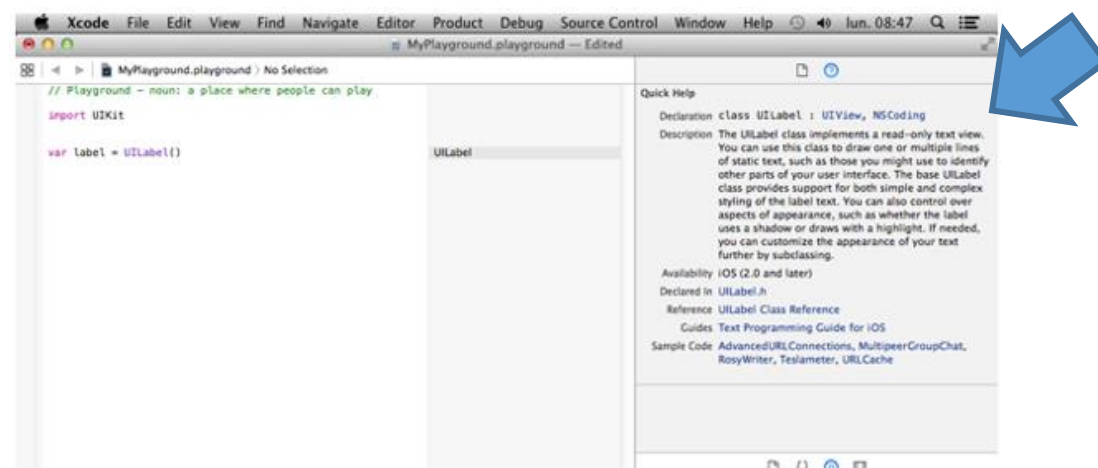 Xcode File Edit View Find Navigate Editor Product Debug Source Control Window Help lun. 08:47
MyPlayground.playground — Edited
MyPlayground.playground › No Selection
// Playground - noun: a place where people can play
import UIKit
var label = UILabel()
UILabel
Quick Help
Declaration class UILabel : UIView, NSCoding
Description The UILabel class implements a read-only text view.
You can use this class to draw one or multiple lines
of static text, such as those you might use to identify
other parts of your user interface. The base UILabel
class provides support for both simple and complex
styling of the label text. You can also control over
aspects of appearance, such as whether the label
uses a shadow or draws with a highlight. If needed,
you can customize the appearance of your text
further by subclassing.
Availability iOS (2.0 and later)
Declared In UILabel.h
Reference UILabel Class Reference
Guides Text Programming Guide for iOS
Sample Code AdvancedURLConnections, MultipeerGroupChat,
RosyWriter, Teslameter, URLCache